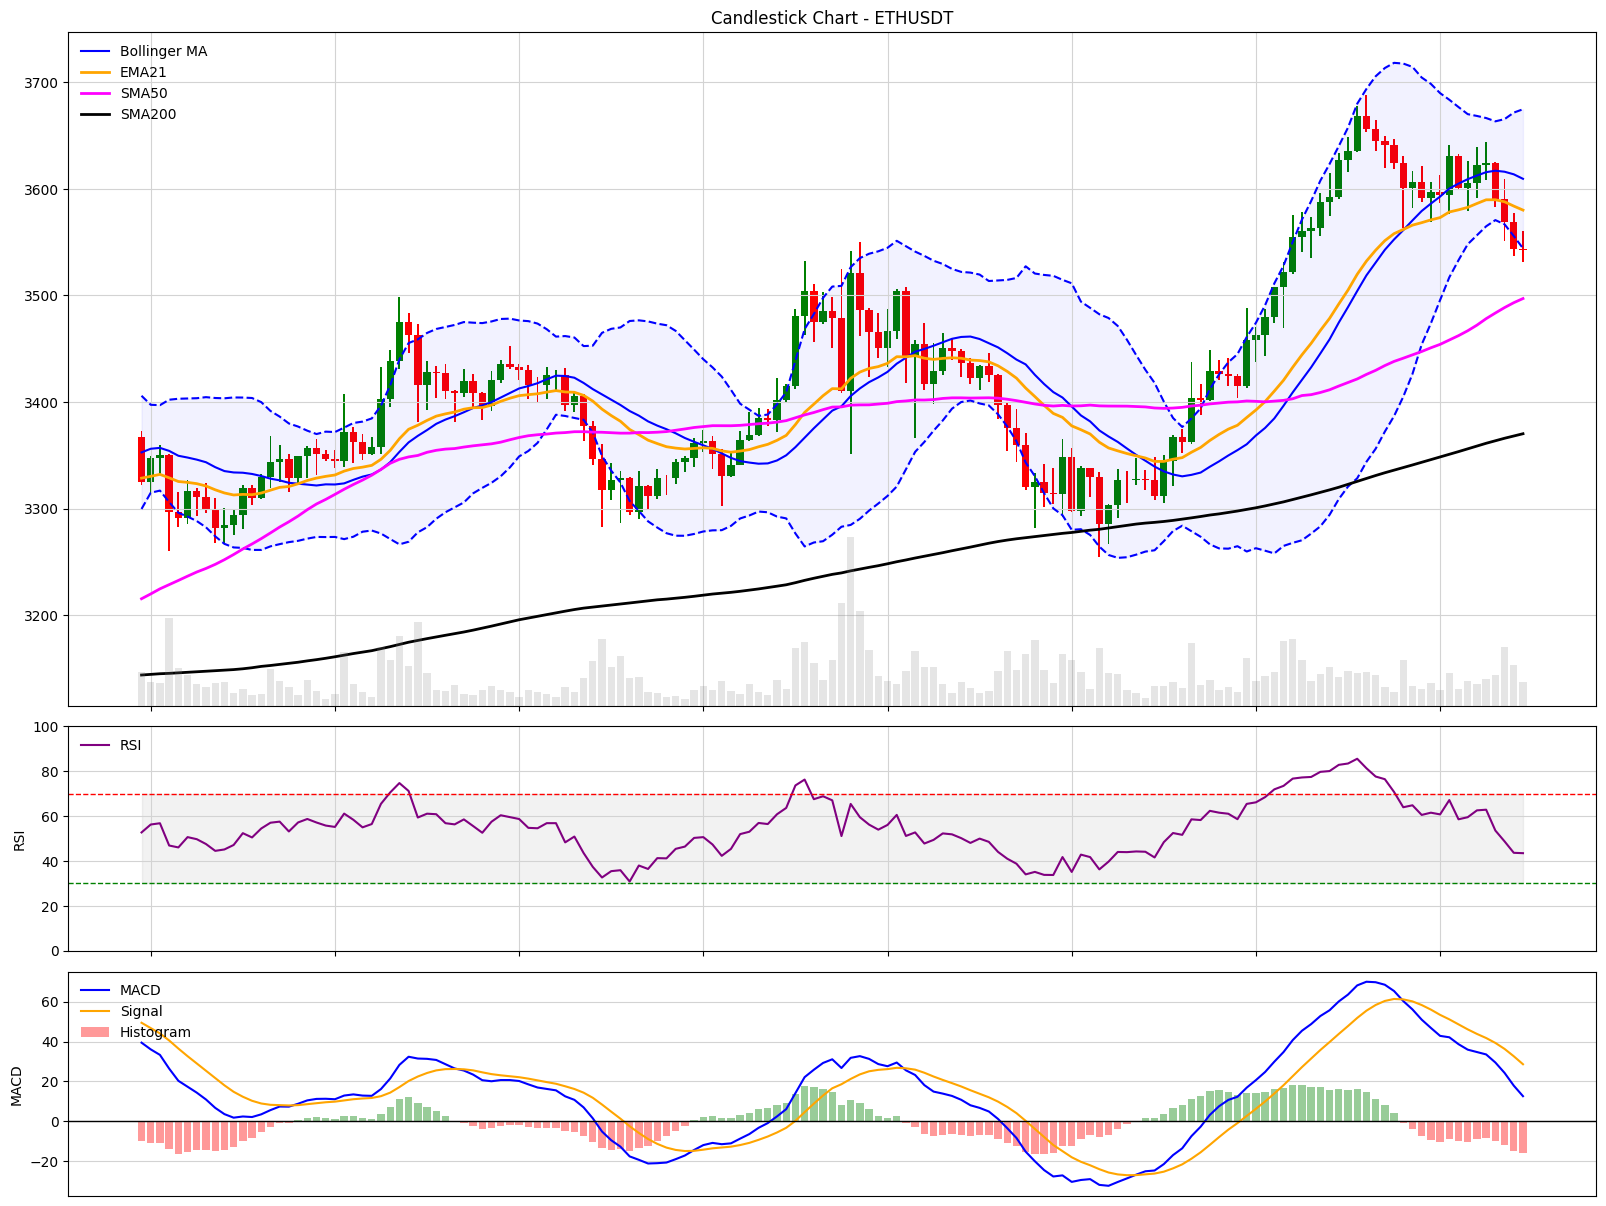 Candlestick Chart - ETHUSDT
Bollinger MA
EMA21
SMA50
SMA200
3700
3600
3500
3400
3300
3200
RSI
RSI
100
80
60
40
20
0
MACD
Signal
Histogram
MACD
60
40
20
0
−20